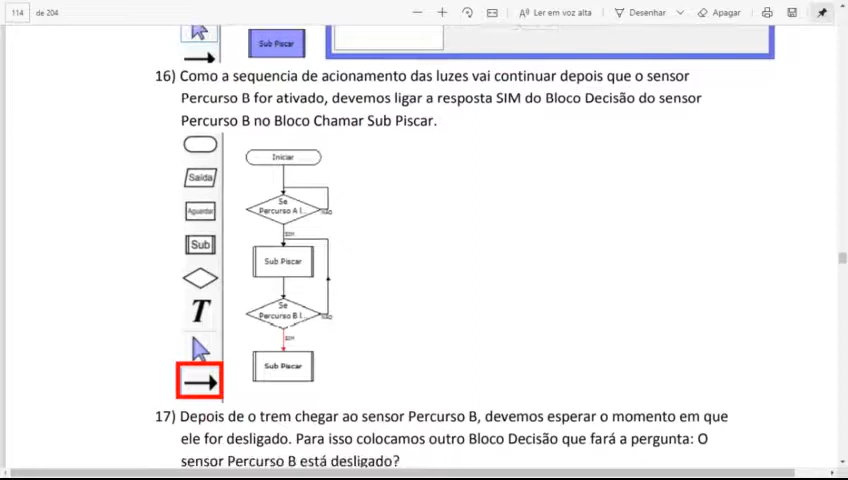 114 de 204 Ler em voz alta Desenhar Apagar
Sub Piscar
16) Como a sequencia de acionamento das luzes vai continuar depois que o sensor
Percurso B for ativado, devemos ligar a resposta SIM do Bloco Decisão do sensor
Percurso B no Bloco Chamar Sub Piscar.
Iniciar
Saída
Se
Percurso A l...
NÃO
Aguardar
SIM
Sub
Sub Piscar
Se
Percurso B l...
NÃO
T
SIM
Sub Piscar
17) Depois de o trem chegar ao sensor Percurso B, devemos esperar o momento em que
ele for desligado. Para isso colocamos outro Bloco Decisão que fará a pergunta: O
sensor Percurso B está desligado?